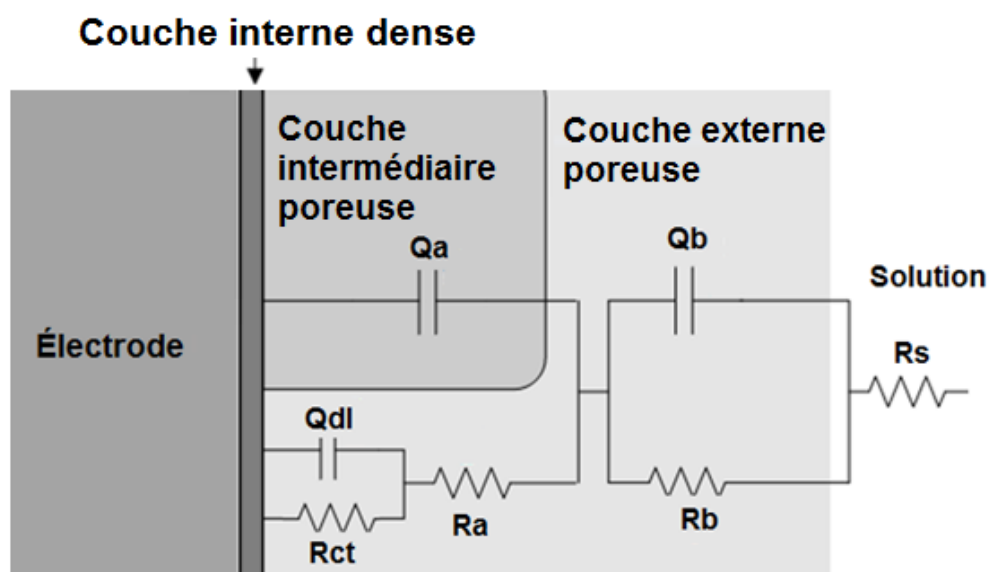 Couche interne dense
Couche
intermédiaire
poreuse
Couche externe
poreuse
Qa
Qb
Solution
Électrode
Rs
Qdl
Ra
Rb
Rct